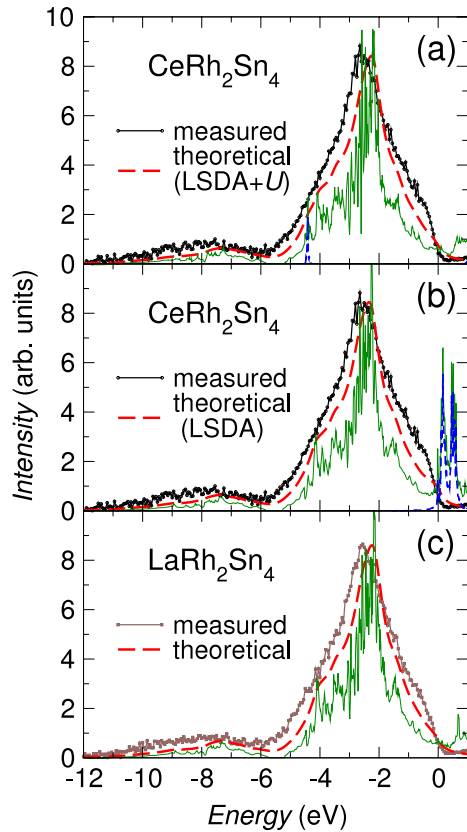 10
(a)
8
CeRh2Sn4
6
measured
theoretical
4
(LSDA+U)
2
0
(b)
8
CeRh2Sn4
6
measured
4
theoretical
(LSDA)
2
0
(c)
8
LaRh2Sn4
6
measured
4
theoretical
2
0
-12 -10 -8 -6 -4 -2 0
Energy (eV)
Intensity (arb. units)